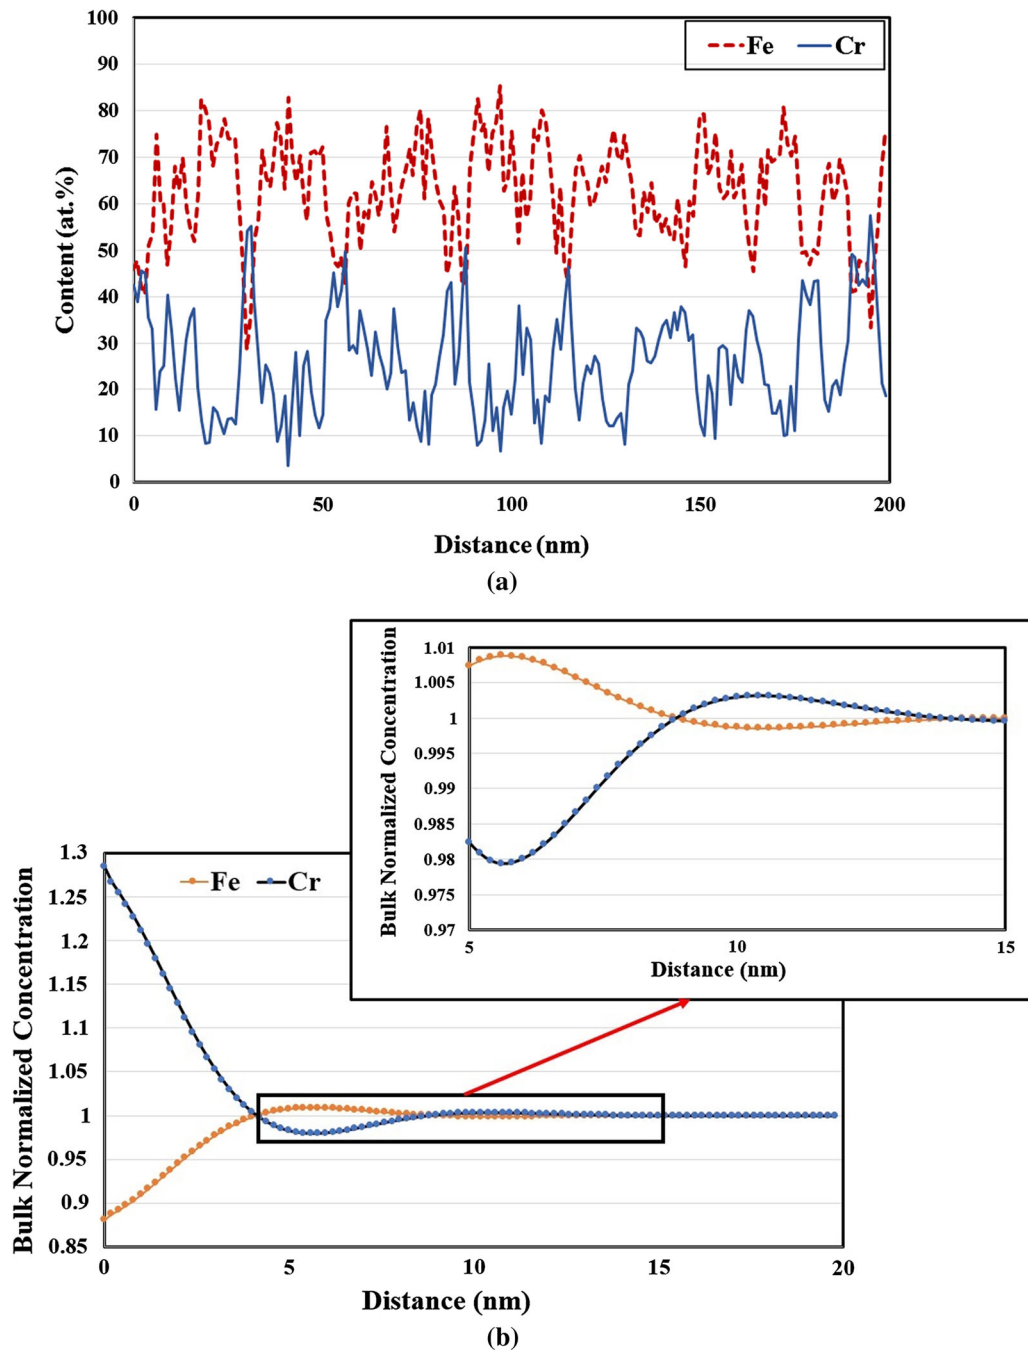 100
90
80
70
60
50
40
30
20
10
0
Content (at.%)
Fe Cr
0 50 100 150 200
Distance (nm)
(a)
1.01
1.005
1
0.995
0.99
0.985
0.98
0.975
0.97
Bulk Normalized Concentration
5 10 15
Distance (nm)
1.3
1.25
1.2
1.15
1.1
1.05
1
0.95
0.9
0.85
Bulk Normalized Concentration
Fe Cr
0 5 10 15 20
Distance (nm)
(b)